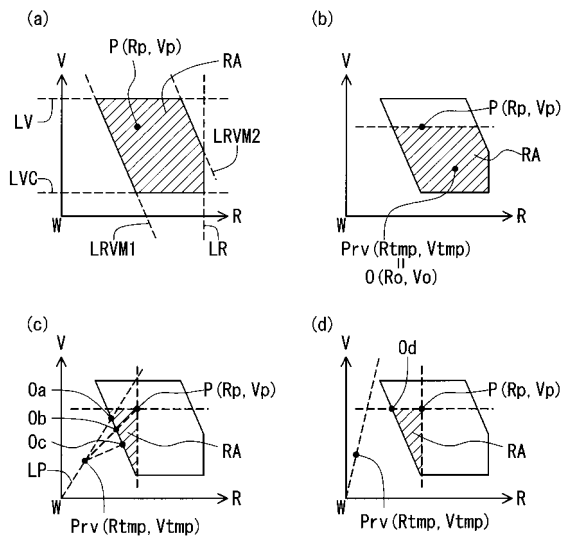 (a)
V
P(Rp, Vp)
RA
LV
LRVM2
LVC
W
R
LRVM1
LR
(b)
V
P(Rp, Vp)
RA
W
R
Prv(Rtmp, Vtmp)
=
O(Ro, Vo)
(c)
V
Oa
P(Rp, Vp)
Ob
Oc
RA
LP
W
R
Prv(Rtmp, Vtmp)
(d)
V
Od
P(Rp, Vp)
RA
W
R
Prv(Rtmp, Vtmp)